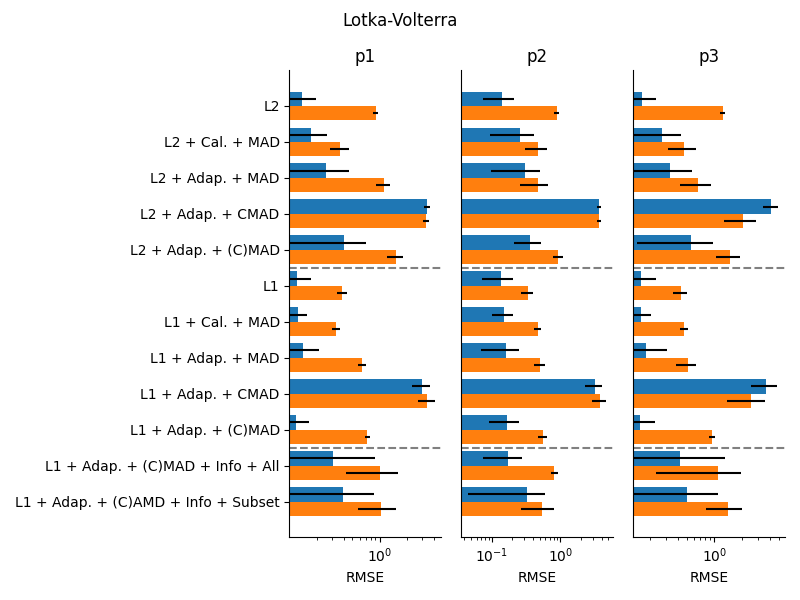 Lotka-Volterra
p1 p2 p3
L2
L2 + Cal. + MAD
L2 + Adap. + MAD
L2 + Adap. + CMAD
L2 + Adap. + (C)MAD
L1
L1 + Cal. + MAD
L1 + Adap. + MAD
L1 + Adap. + CMAD
L1 + Adap. + (C)MAD
L1 + Adap. + (C)MAD + Info + All
L1 + Adap. + (C)AMD + Info + Subset
10⁰ 10⁻¹ 10⁰ 10⁰
RMSE RMSE RMSE